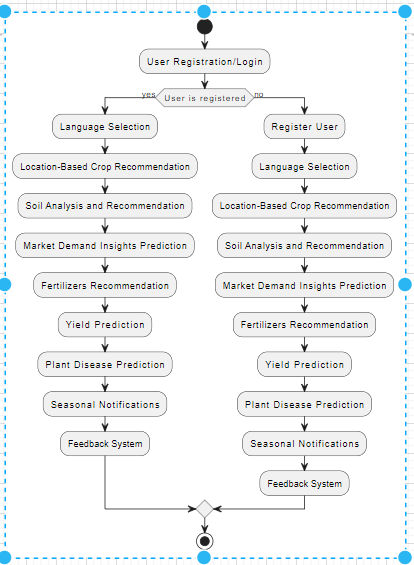 User Registration/Login
yes
User is registered
no
Language Selection
Location-Based Crop Recommendation
Soil Analysis and Recommendation
Market Demand Insights Prediction
Fertilizers Recommendation
Yield Prediction
Plant Disease Prediction
Seasonal Notifications
Feedback System
Register User
Language Selection
Location-Based Crop Recommendation
Soil Analysis and Recommendation
Market Demand Insights Prediction
Fertilizers Recommendation
Yield Prediction
Plant Disease Prediction
Seasonal Notifications
Feedback System